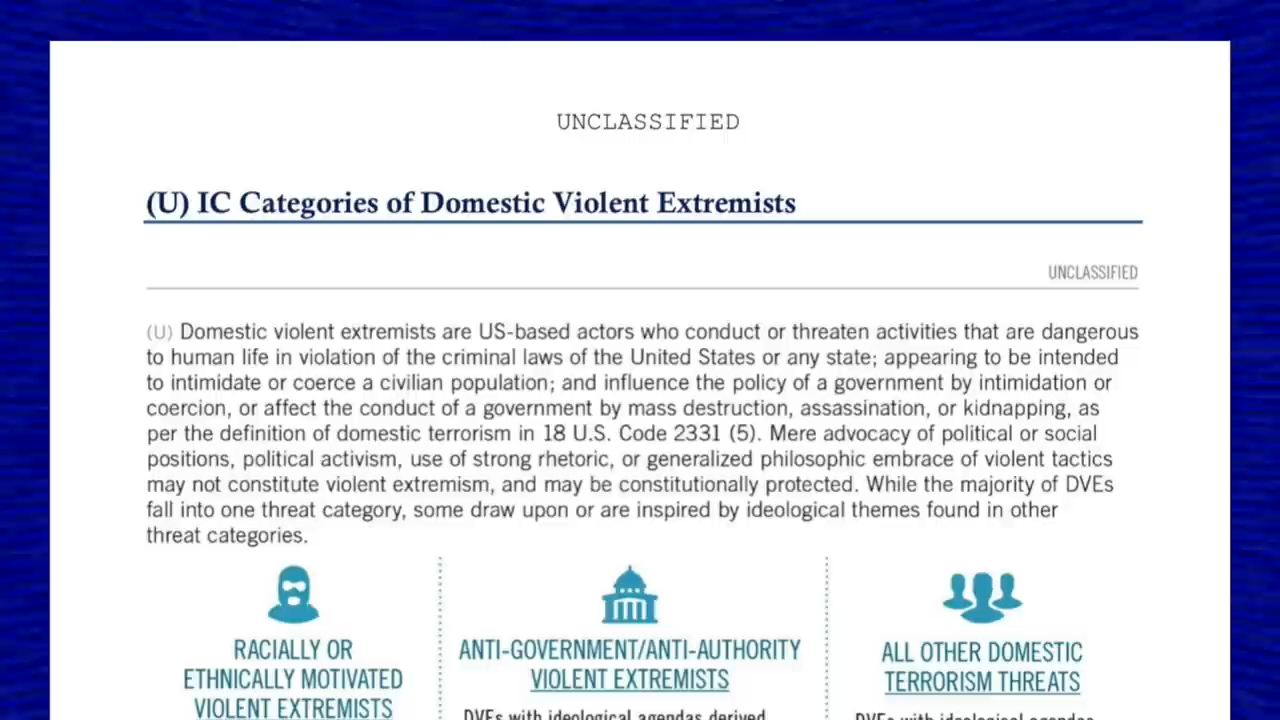 UNCLASSIFIED
(U) IC Categories of Domestic Violent Extremists
UNCLASSIFIED
(U) Domestic violent extremists are US-based actors who conduct or threaten activities that are dangerous
to human life in violation of the criminal laws of the United States or any state; appearing to be intended
to intimidate or coerce a civilian population; and influence the policy of a government by intimidation or
coercion, or affect the conduct of a government by mass destruction, assassination, or kidnapping, as
per the definition of domestic terrorism in 18 U.S. Code 2331 (5). Mere advocacy of political or social
positions, political activism, use of strong rhetoric, or generalized philosophic embrace of violent tactics
may not constitute violent extremism, and may be constitutionally protected. While the majority of DVEs
fall into one threat category, some draw upon or are inspired by ideological themes found in other
threat categories.
RACIALLY OR
ETHNICALLY MOTIVATED
VIOLENT EXTREMISTS
ANTI-GOVERNMENT/ANTI-AUTHORITY
VIOLENT EXTREMISTS
DVEs with ideological agendas derived
ALL OTHER DOMESTIC
TERRORISM THREATS
DVEs with ideological agendas